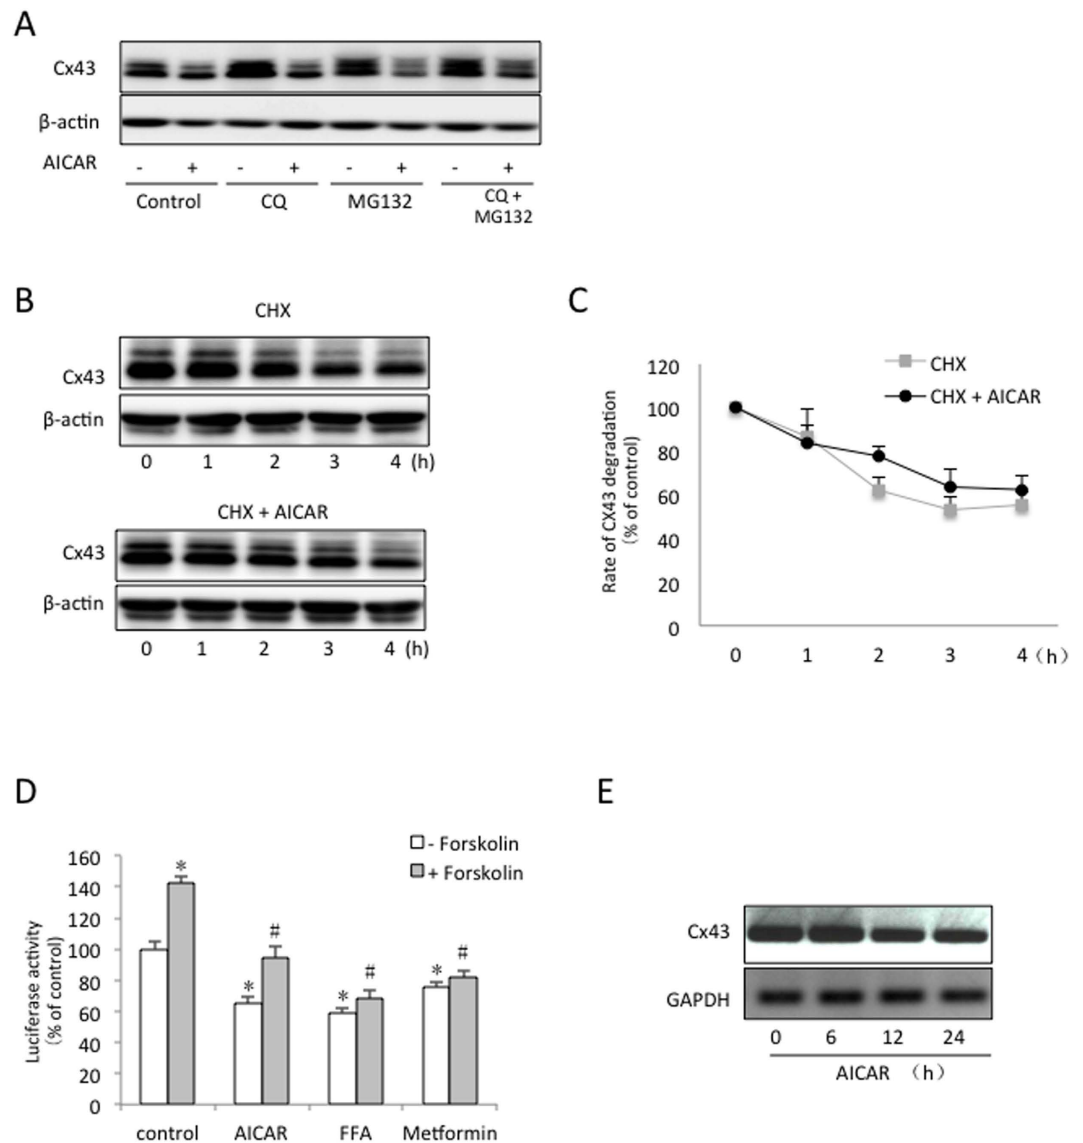 A
Cx43
β-actin
AICAR - + - + - + - +
Control CQ MG132 CQ +
MG132
B
CHX
Cx43
β-actin
0 1 2 3 4 (h)
CHX + AICAR
Cx43
β-actin
0 1 2 3 4 (h)
C
CHX
CHX + AICAR
Rate of CX43 degradation
(% of control)
120
100
80
60
40
20
0
0 1 2 3 4 (h)
D
- Forskolin
+ Forskolin
Luciferase activity
(% of control)
160
140
120
100
80
60
40
20
0
*
* #
* #
* #
control AICAR FFA Metformin
E
Cx43
GAPDH
0 6 12 24
AICAR (h)